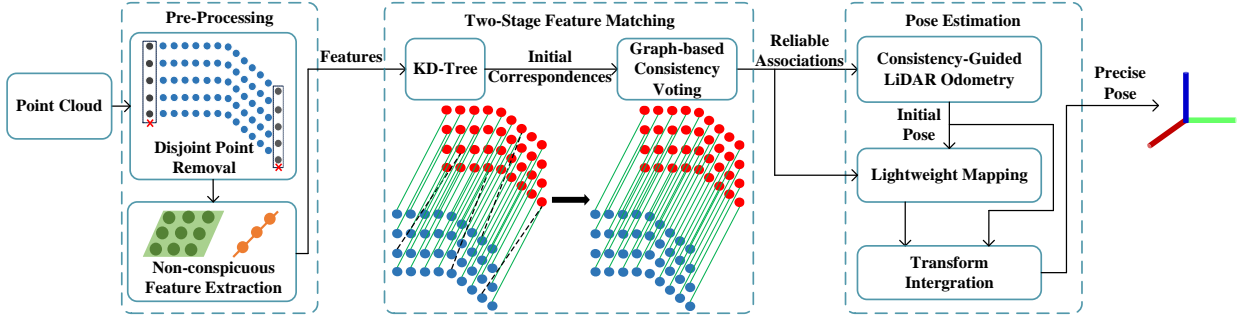 Point Cloud
Pre-Processing
Disjoint Point
Removal
Non-conspicuous
Feature Extraction
Features
Two-Stage Feature Matching
KD-Tree
Initial
Correspondences
Graph-based
Consistency
Voting
Reliable
Associations
Pose Estimation
Consistency-Guided
LiDAR Odometry
Initial
Pose
Lightweight Mapping
Transform
Intergration
Precise
Pose